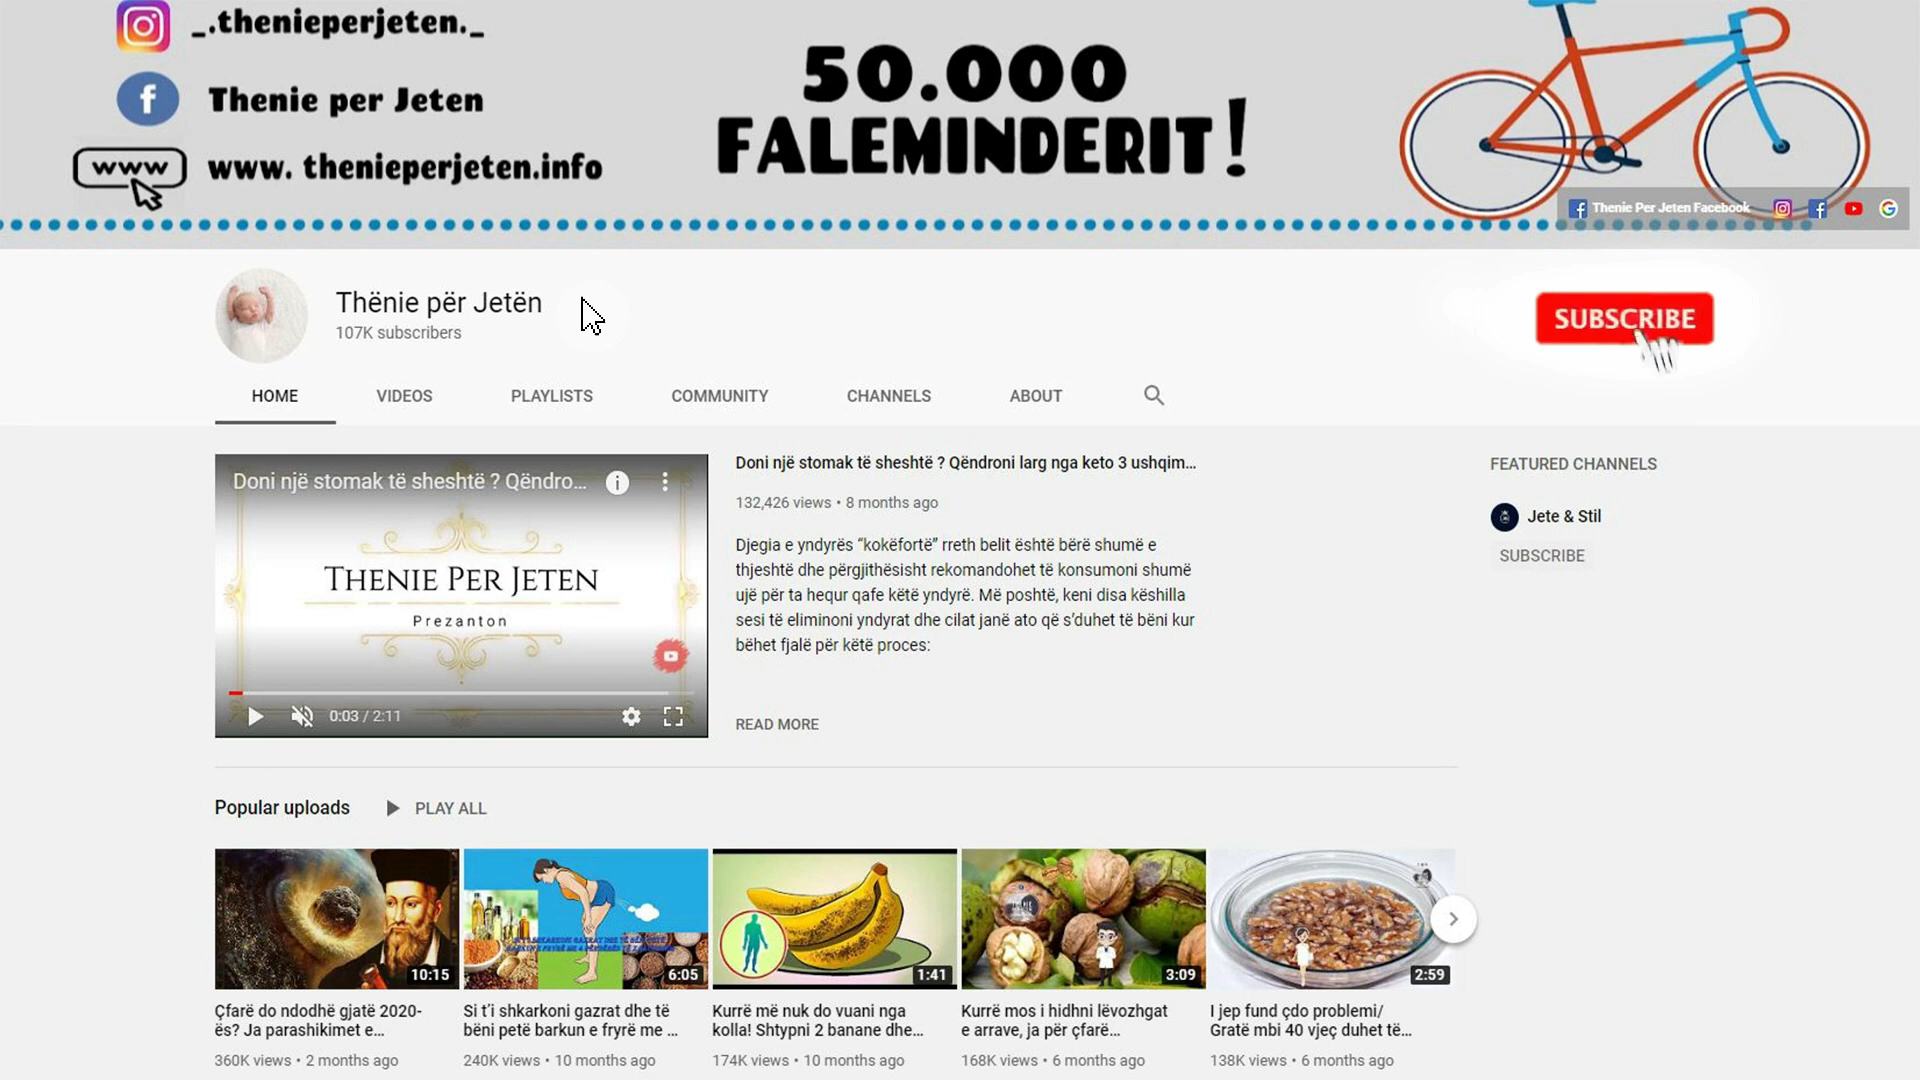 _.thenieperjeten._
Thenie per Jeten
www
www. thenieperjeten.info
50.000
FALEMINDERIT!
Thenie Per Jeten Facebook
Thënie për Jetën
107K subscribers
SUBSCRIBE
HOME
VIDEOS
PLAYLISTS
COMMUNITY
CHANNELS
ABOUT
Doni një stomak të sheshtë ? Qëndro...
THENIE PER JETEN
Prezanton
0:03 / 2:11
Doni një stomak të sheshtë ? Qëndroni larg nga keto 3 ushqim...
132,426 views • 8 months ago
Djegia e yndyrës “kokëfortë” rreth belit është bërë shumë e
thjeshtë dhe përgjithësisht rekomandohet të konsumoni shumë
ujë për ta hequr qafe këtë yndyrë. Më poshtë, keni disa këshilla
sesi të eliminoni yndyrat dhe cilat janë ato që s’duhet të bëni kur
bëhet fjalë për këtë proces:
READ MORE
FEATURED CHANNELS
Jete & Stil
SUBSCRIBE
Popular uploads
PLAY ALL
10:15
Çfarë do ndodhë gjatë 2020-
ës? Ja parashikimet e...
360K views • 2 months ago
6:05
Si t’i shkarkoni gazrat dhe të
bëni petë barkun e fryrë me ...
240K views • 10 months ago
1:41
Kurrë më nuk do vuani nga
kolla! Shtypni 2 banane dhe...
174K views • 10 months ago
3:09
Kurrë mos i hidhni lëvozhgat
e arrave, ja për çfarë...
168K views • 6 months ago
2:59
I jep fund çdo problemi/
Gratë mbi 40 vjeç duhet të...
138K views • 6 months ago